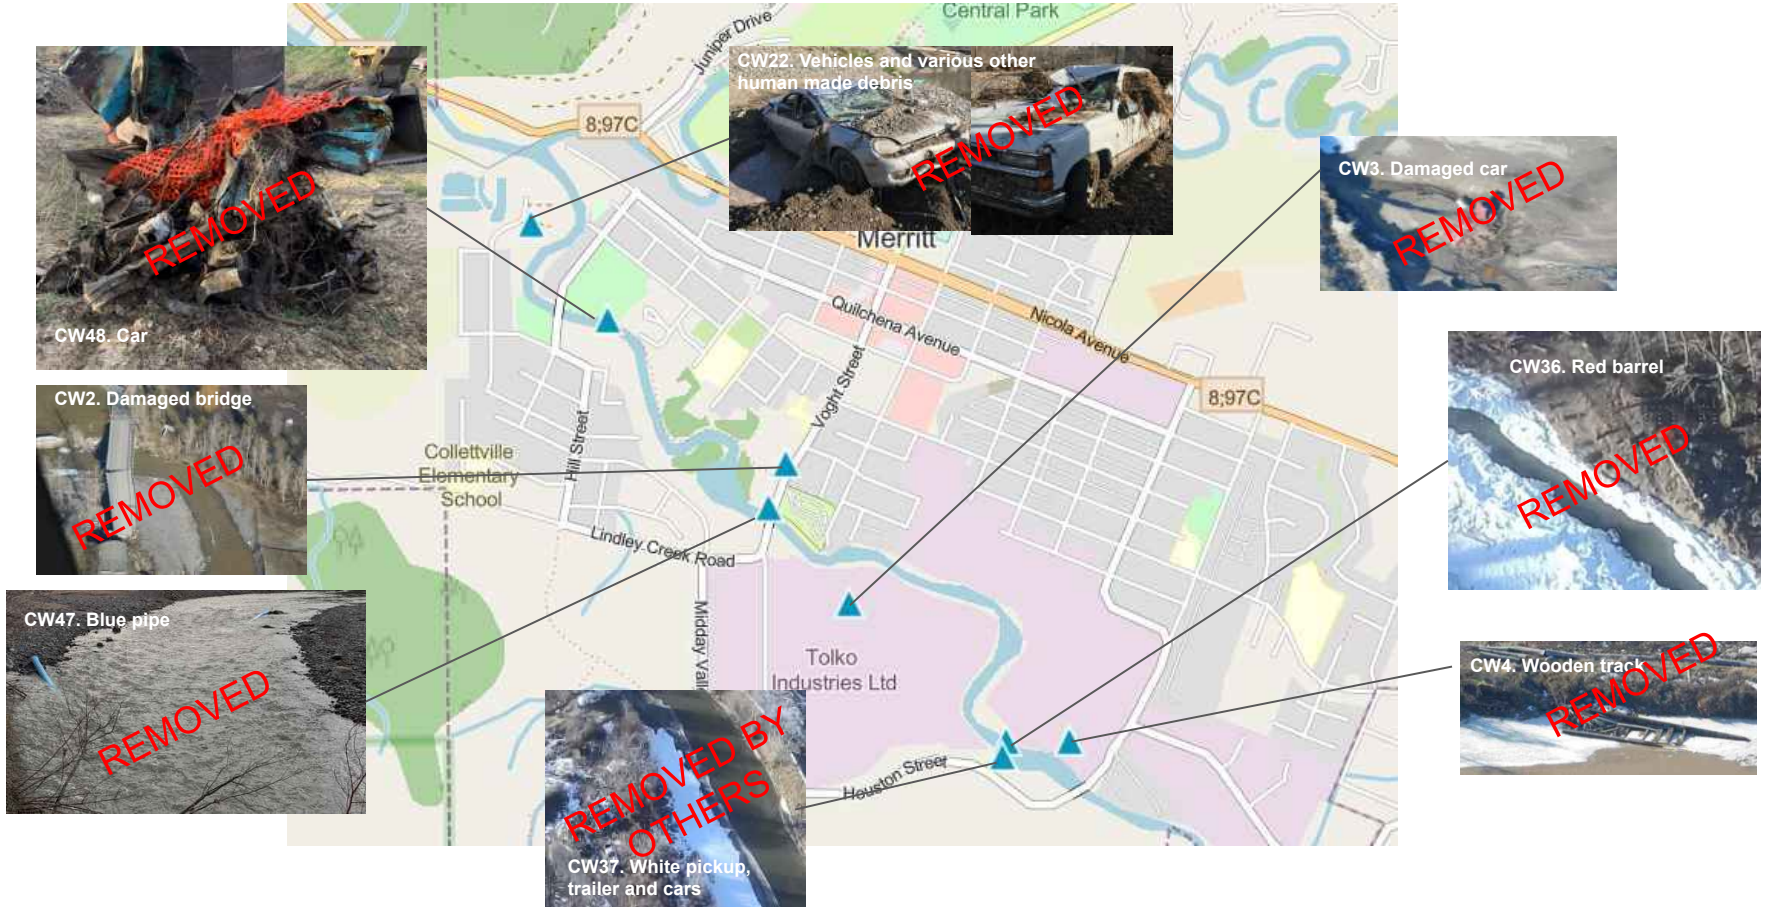 Central Park
Juniper Drive
8;97C
CW22. Vehicles and various other
human made debris
REMOVED
Merritt
CW3. Damaged car
REMOVED
REMOVED
CW48. Car
Quilchena Avenue
Nicola Avenue
8;97C
Voght Street
Hill Street
CW36. Red barrel
REMOVED
CW2. Damaged bridge
REMOVED
Collettville
Elementary
School
Lindley Creek Road
CW47. Blue pipe
REMOVED
Tolko
Industries Ltd
CW4. Wooden track
REMOVED
Houston Street
REMOVED BY
OTHERS
CW37. White pickup,
trailer and cars